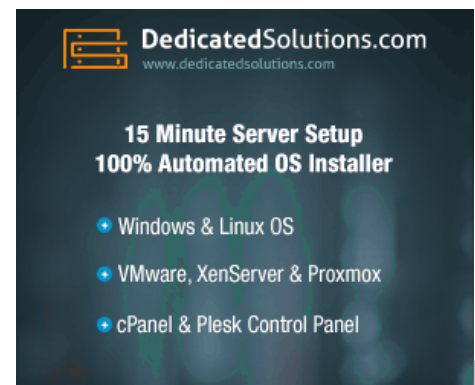 DedicatedSolutions.com
www.dedicatedsolutions.com
15 Minute Server Setup
100% Automated OS Installer
Windows & Linux OS
VMware, XenServer & Proxmox
cPanel & Plesk Control Panel